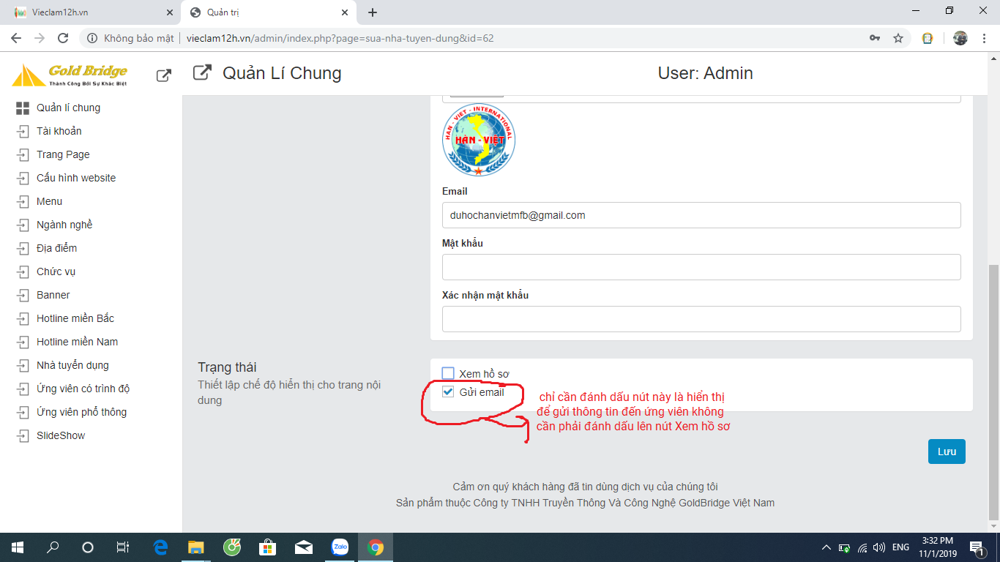 Vieclam12h.vn
Quản trị
Không bảo mật
vieclam12h.vn/admin/index.php?page=sua-nha-tuyen-dung&id=62
Gold Bridge
Thành Công Bởi Sự Khác Biệt
Quản Lí Chung
User: Admin
Quản lí chung
Tài khoản
Trang Page
Cấu hình website
Menu
Ngành nghề
Địa điểm
Chức vụ
Banner
Hotline miền Bắc
Hotline miền Nam
Nhà tuyển dụng
Ứng viên có trình độ
Ứng viên phổ thông
SlideShow
HAN - VIET - INTERNATIONAL
HÀN - VIỆT
Email
duhochanvietmfb@gmail.com
Mật khẩu
Xác nhận mật khẩu
Trạng thái
Thiết lập chế độ hiển thị cho trang nội
dung
Xem hồ sơ
Gửi email
chỉ cần đánh dấu nút này là hiển thị
để gửi thông tin đến ứng viên không
cần phải đánh dấu lên nút Xem hồ sơ
Lưu
Cảm ơn quý khách hàng đã tin dùng dịch vụ của chúng tôi
Sản phẩm thuộc Công ty TNHH Truyền Thông Và Công Nghệ GoldBridge Việt Nam
Zalo
ENG
3:32 PM
11/1/2019
1